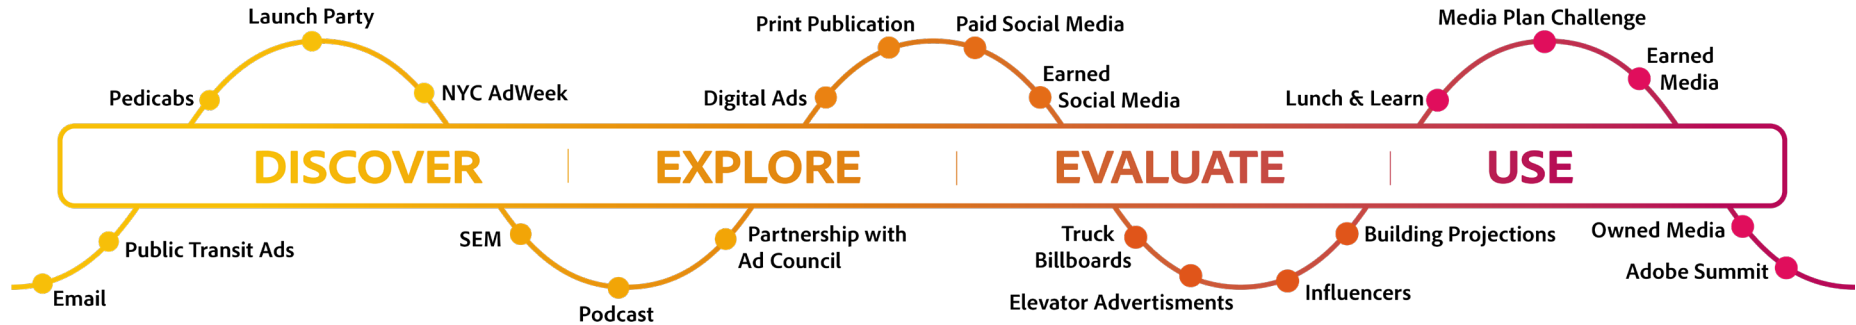 Launch Party
Pedicabs
NYC AdWeek
Print Publication
Paid Social Media
Digital Ads
Earned
Social Media
Media Plan Challenge
Lunch & Learn
Earned
Media
DISCOVER
EXPLORE
EVALUATE
USE
Public Transit Ads
Email
SEM
Podcast
Partnership with
Ad Council
Truck
Billboards
Elevator Advertisments
Influencers
Building Projections
Owned Media
Adobe Summit